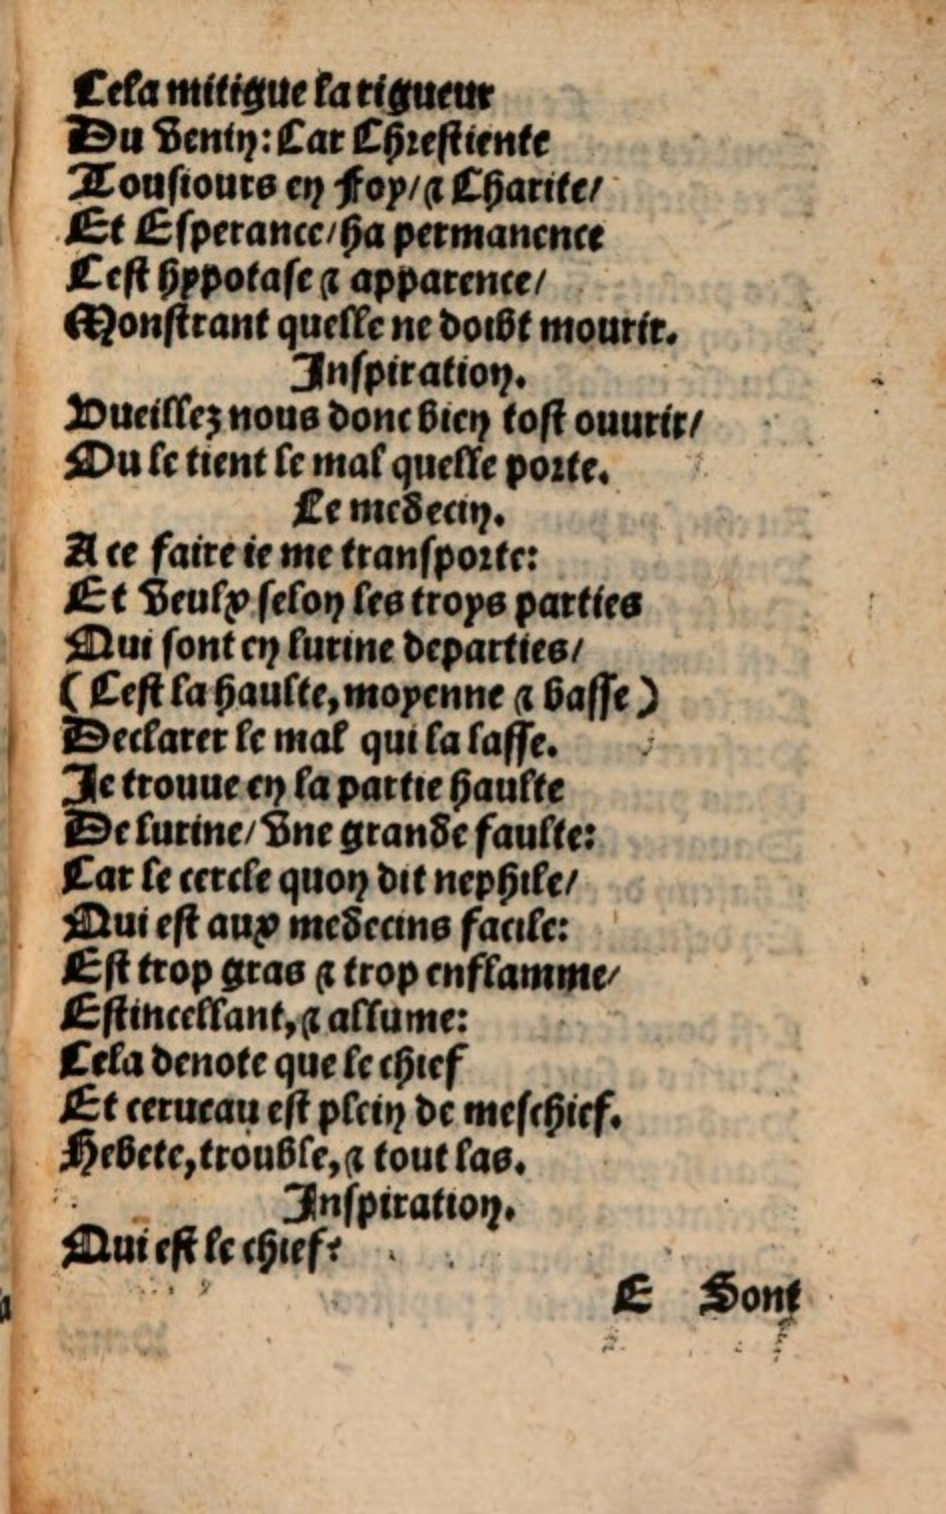 Cela mitigue la rigueur
Du venin: Car Chrestiente
Tousiours en Foy/ & Charite/
Et Esperance/ ha permanence
Cest hypotase & apparence/
Monstrant quelle ne doibt mourir.
Inspiration.
Vueillez nous donc bien tost ouurir/
Ou se tient le mal quelle porte.
Le medecin.
A ce faire ie me transporte:
Et veulx selon les troys parties
Qui sont en lurine departies/
(Cest la haulte, moyenne & basse)
Declarer le mal qui la lasse.
Ie trouue en la partie haulte
De lurine/ vne grande faulte:
Car le cercle quon dit nephile/
Qui est aux medecins facile:
Est trop gras & trop enflamme/
Estincellant, & allume:
Cela denote que le chief
Et cerueau est plein de meschief.
Hebete, trouble, & tout las.
Inspiration.
Qui est le chief?
E Sont